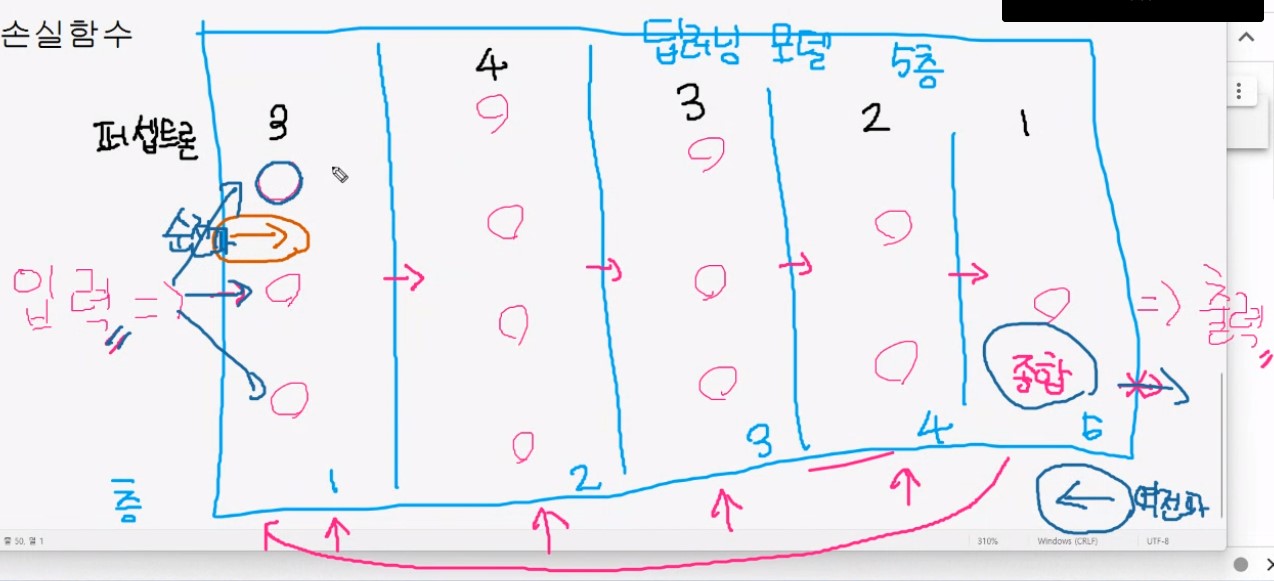 손실함수
딥러닝 모델 5층
퍼셉트론 3 4 3 2 1
순전파
입력 => => 출력
종합
층 1 2 3 4 5
← 역전파
줄 50, 열 1 310% Windows (CRLF) UTF-8